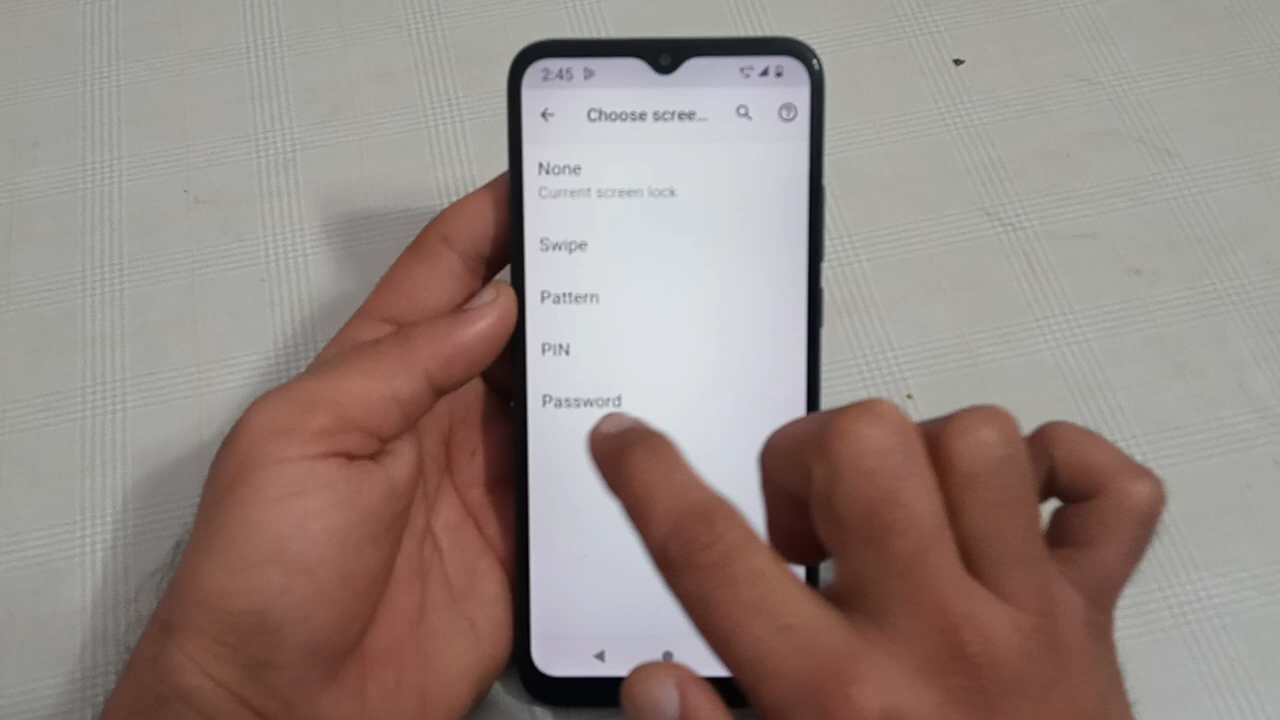 2:45
Choose scree...
None
Current screen lock
Swipe
Pattern
PIN
Password